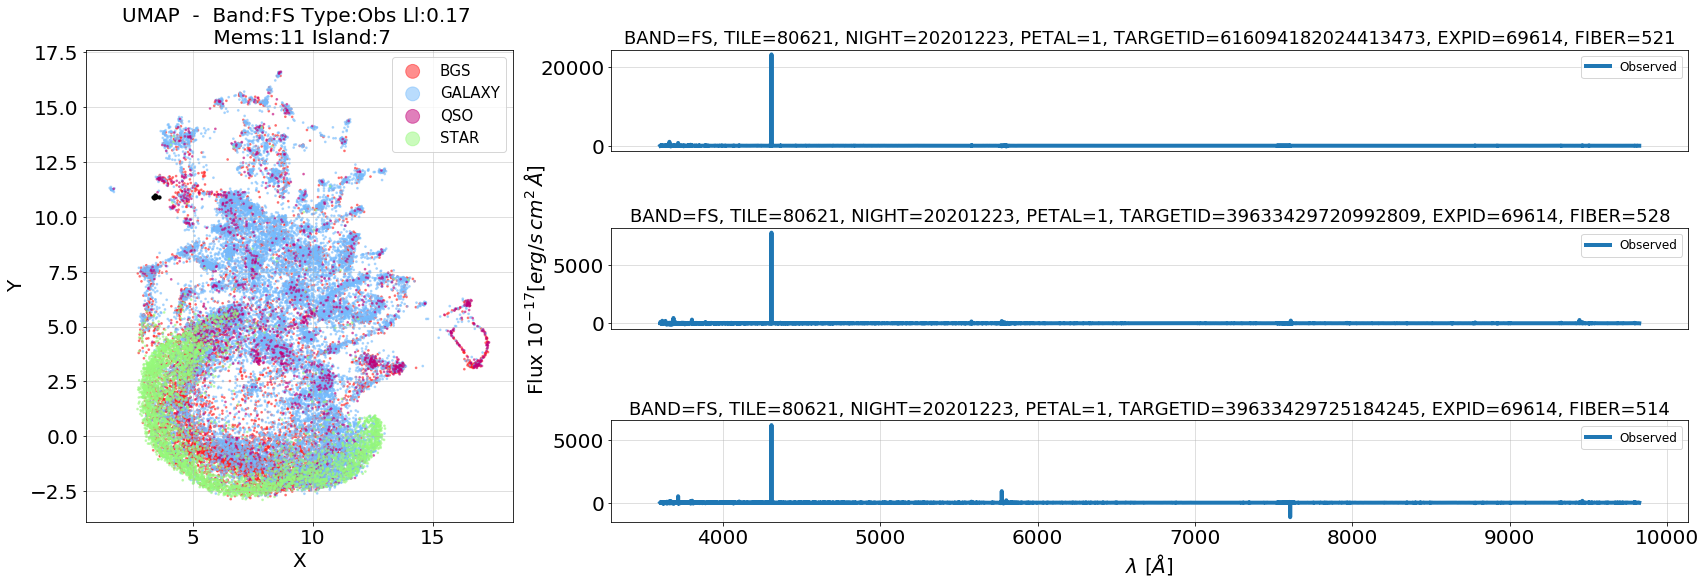 UMAP - Band:FS Type:Obs Ll:0.17
Mems:11 Island:7
17.5
15.0
12.5
10.0
7.5
5.0
2.5
0.0
−2.5
Y
5
10
15
X
BGS
GALAXY
QSO
STAR
Flux 10⁻¹⁷[erg/s cm² Å]
BAND=FS, TILE=80621, NIGHT=20201223, PETAL=1, TARGETID=616094182024413473, EXPID=69614, FIBER=521
20000
0
Observed
BAND=FS, TILE=80621, NIGHT=20201223, PETAL=1, TARGETID=39633429720992809, EXPID=69614, FIBER=528
5000
0
Observed
BAND=FS, TILE=80621, NIGHT=20201223, PETAL=1, TARGETID=39633429725184245, EXPID=69614, FIBER=514
5000
0
Observed
4000
5000
6000
7000
8000
9000
10000
λ [Å]